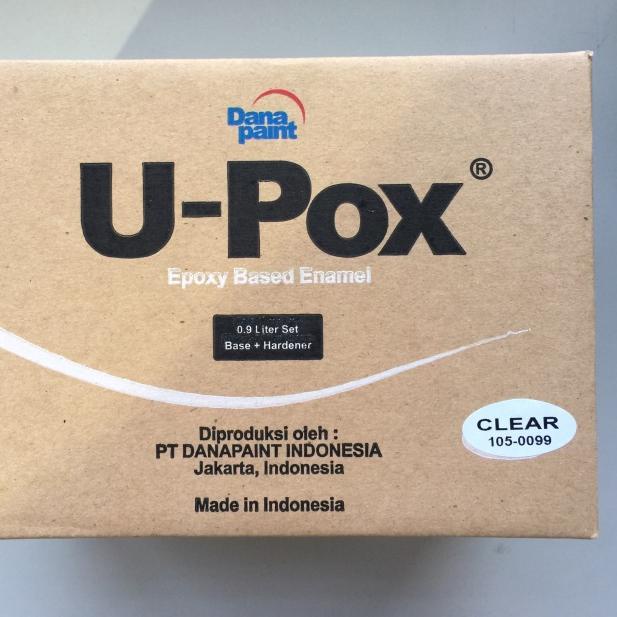 Dana
paint
U-Pox®
Epoxy Based Enamel
0.9 Liter Set
Base + Hardener
Diproduksi oleh :
PT DANAPAINT INDONESIA
Jakarta, Indonesia
Made in Indonesia
CLEAR
105-0099